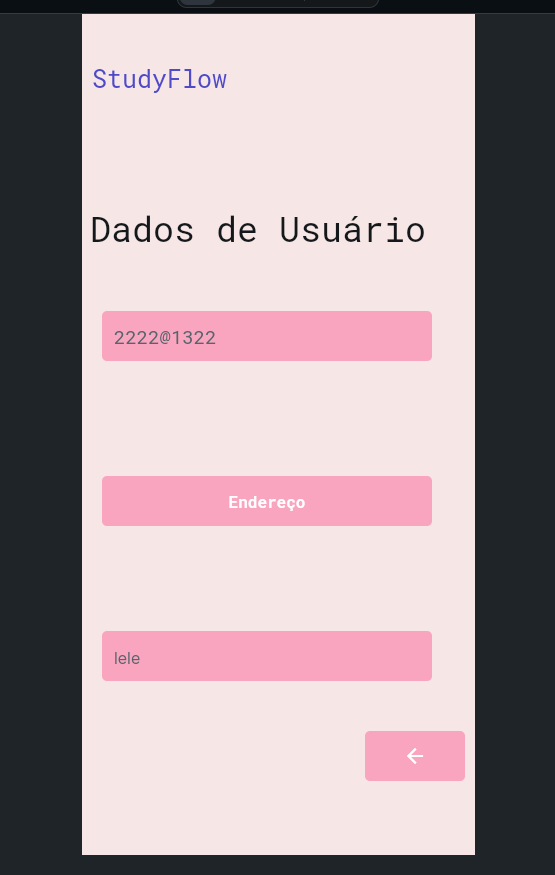 StudyFlow
Dados de Usuário
2222@1322
Endereço
lele